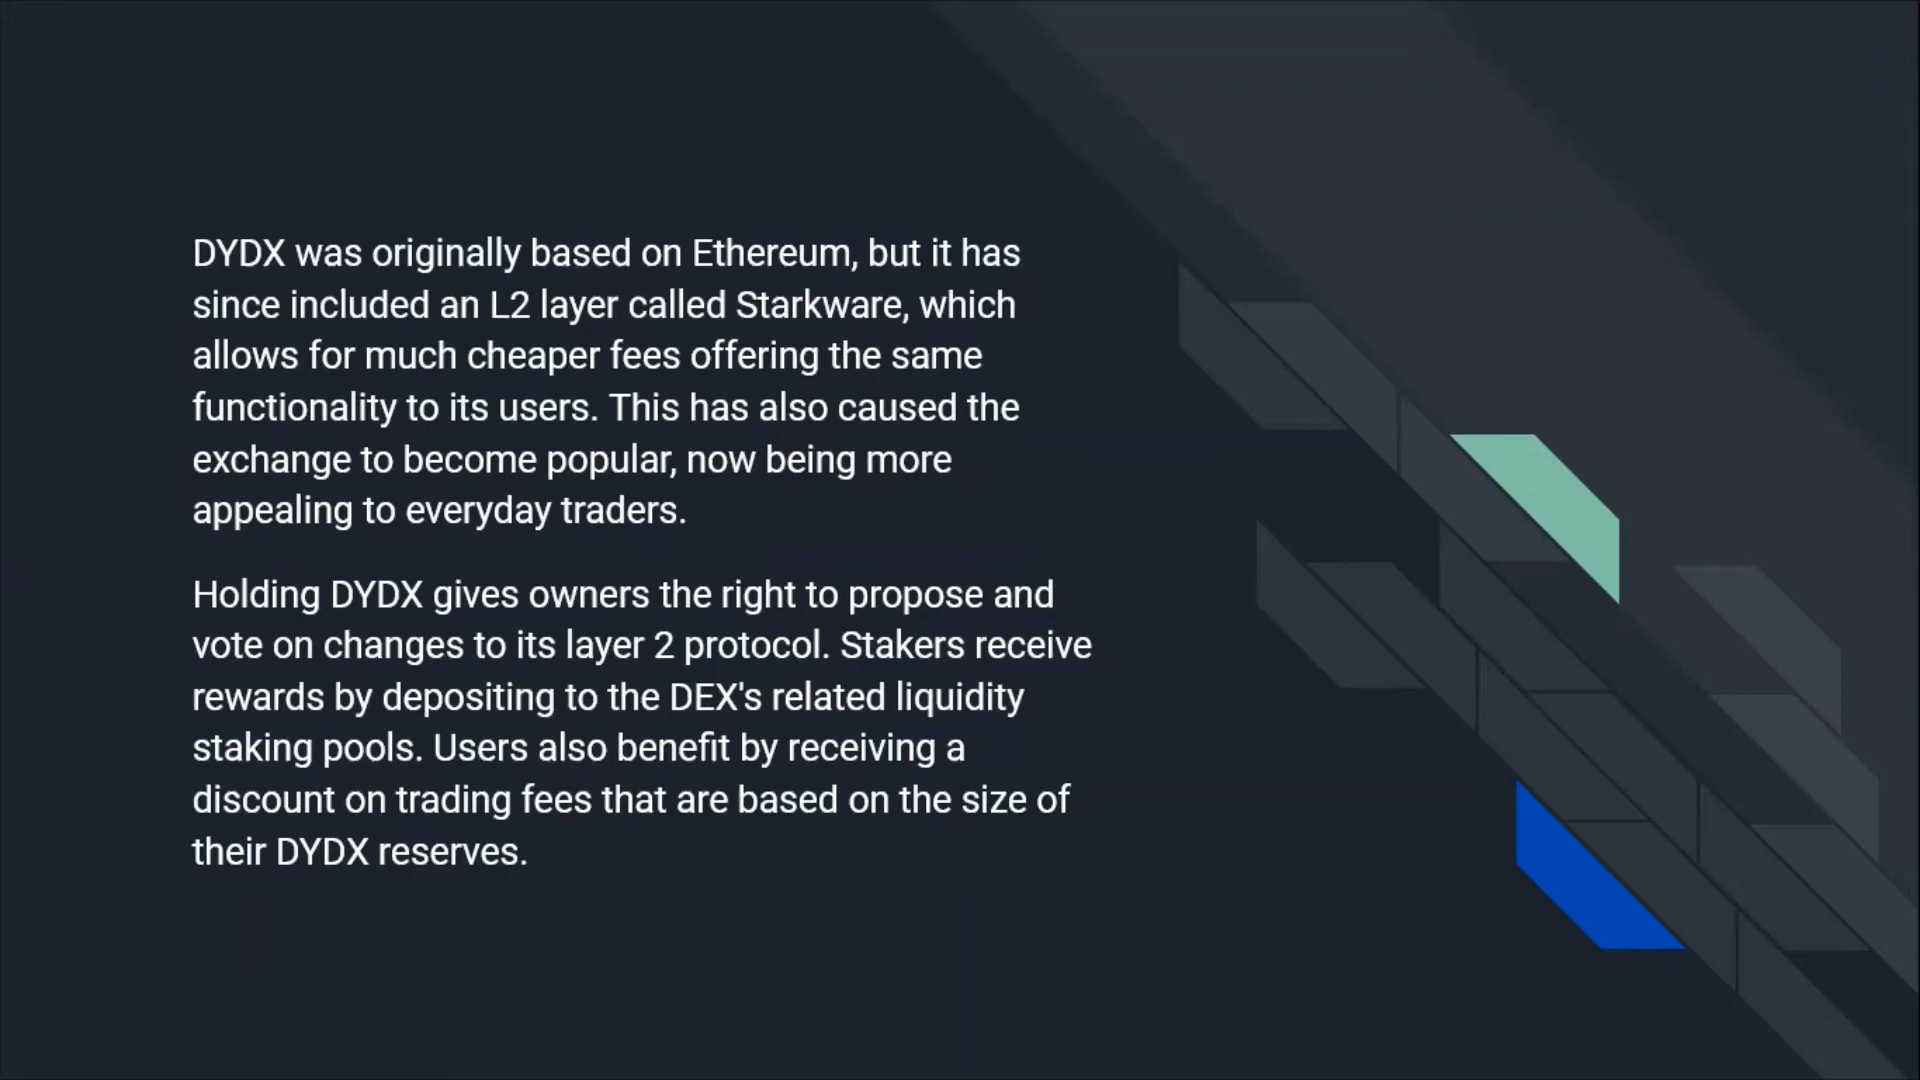 DYDX was originally based on Ethereum, but it has
since included an L2 layer called Starkware, which
allows for much cheaper fees offering the same
functionality to its users. This has also caused the
exchange to become popular, now being more
appealing to everyday traders.
Holding DYDX gives owners the right to propose and
vote on changes to its layer 2 protocol. Stakers receive
rewards by depositing to the DEX's related liquidity
staking pools. Users also benefit by receiving a
discount on trading fees that are based on the size of
their DYDX reserves.